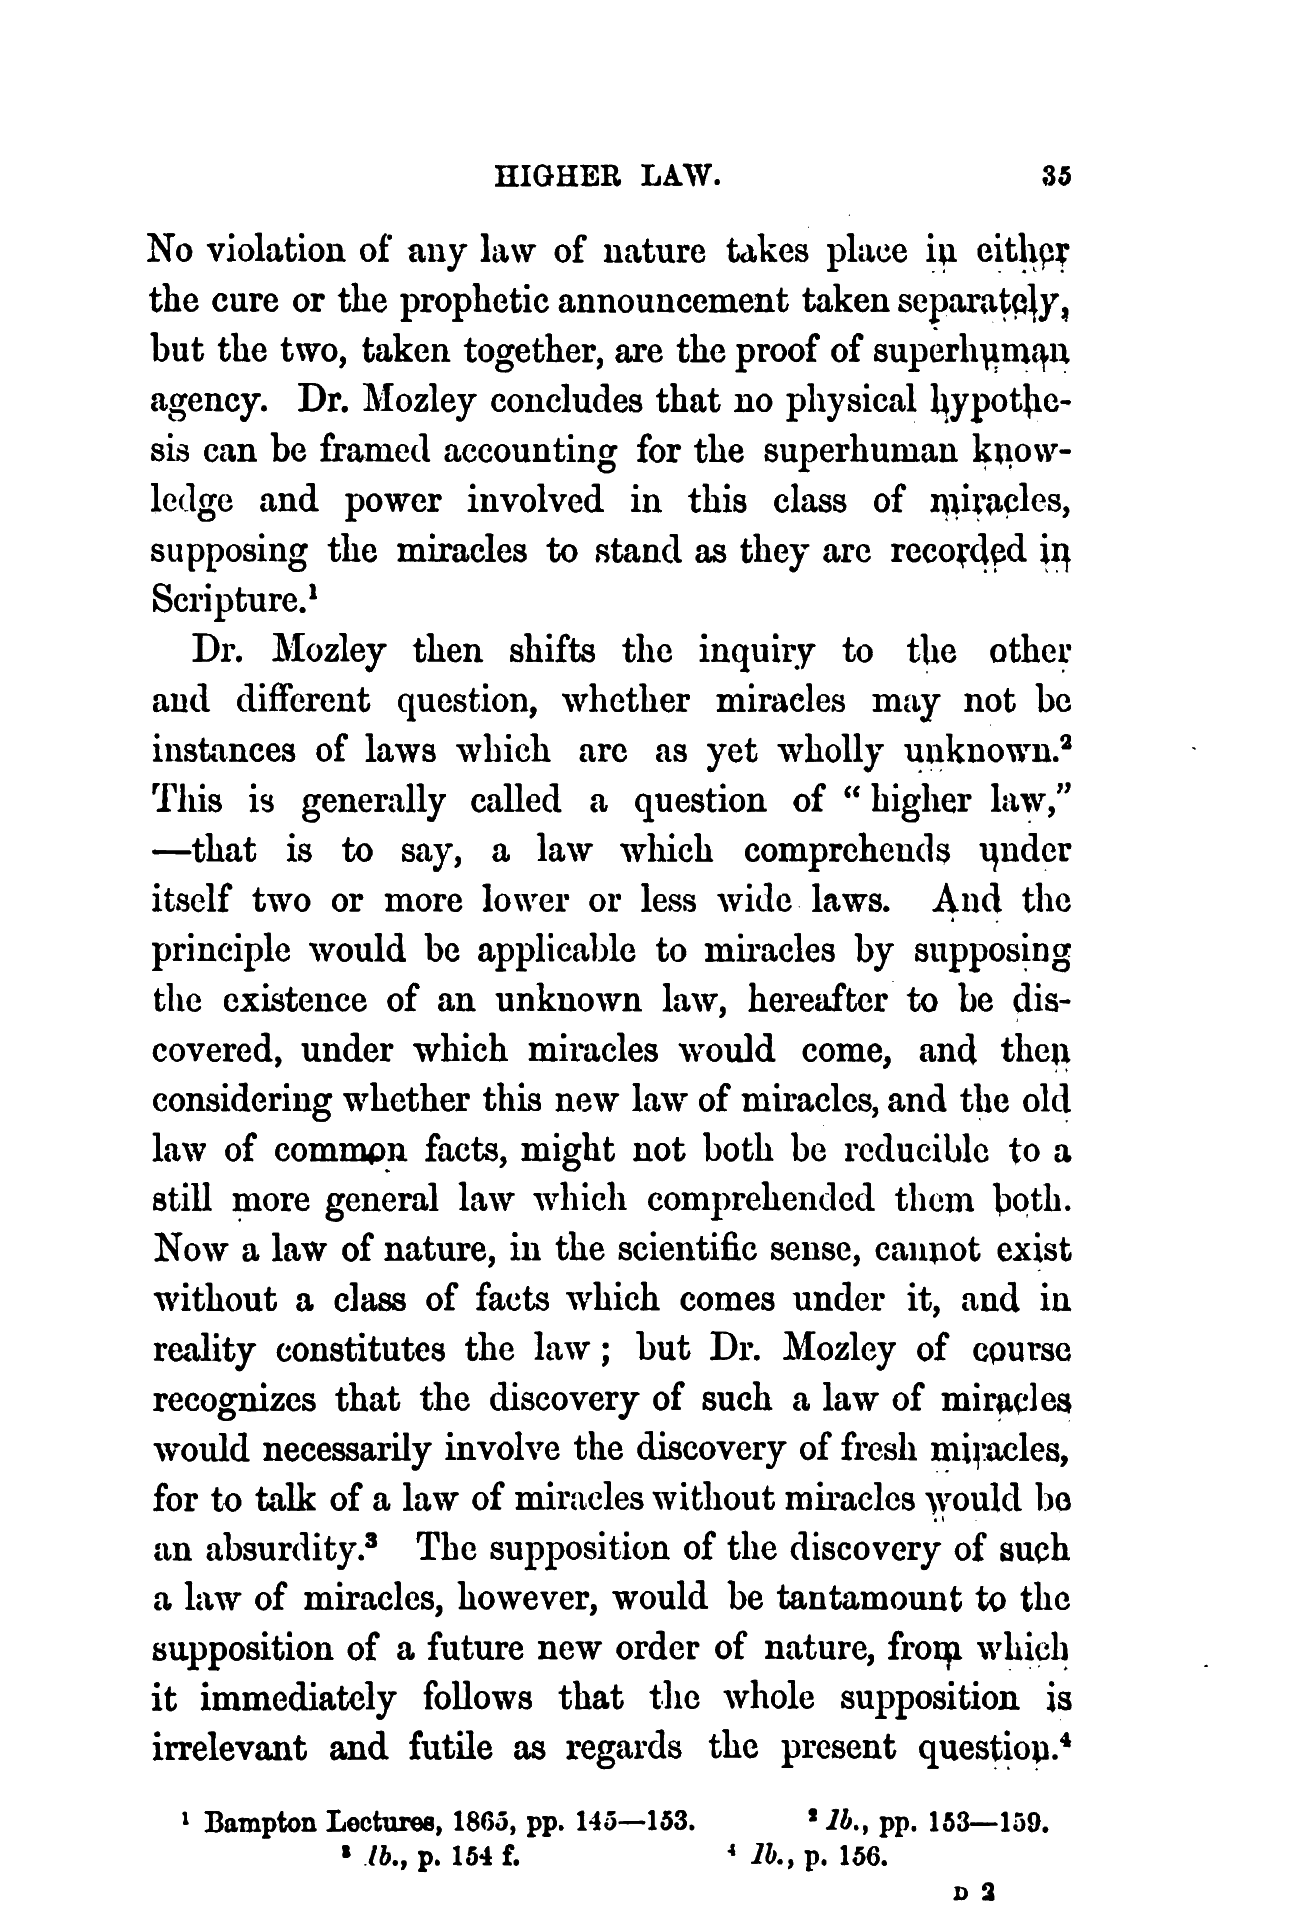 HIGHER LAW. 35
No violation of any law of nature takes place in either
the cure or the prophetic announcement taken separately,
but the two, taken together, are the proof of superhuman
agency. Dr. Mozley concludes that no physical hypothe-
sis can be framed accounting for the superhuman know-
ledge and power involved in this class of miracles,
supposing the miracles to stand as they are recorded in
Scripture.¹
Dr. Mozley then shifts the inquiry to the other
and different question, whether miracles may not be
instances of laws which are as yet wholly unknown.²
This is generally called a question of “ higher law,”
—that is to say, a law which comprehends under
itself two or more lower or less wide laws. And the
principle would be applicable to miracles by supposing
the existence of an unknown law, hereafter to be dis-
covered, under which miracles would come, and then
considering whether this new law of miracles, and the old
law of common facts, might not both be reducible to a
still more general law which comprehended them both.
Now a law of nature, in the scientific sense, cannot exist
without a class of facts which comes under it, and in
reality constitutes the law ; but Dr. Mozley of course
recognizes that the discovery of such a law of miracles
would necessarily involve the discovery of fresh miracles,
for to talk of a law of miracles without miracles would be
an absurdity.³ The supposition of the discovery of such
a law of miracles, however, would be tantamount to the
supposition of a future new order of nature, from which
it immediately follows that the whole supposition is
irrelevant and futile as regards the present question.⁴
¹ Bampton Lectures, 1865, pp. 145—153. ² Ib., pp. 153—159.
³ Ib., p. 154 f. ⁴ Ib., p. 156.
D 2